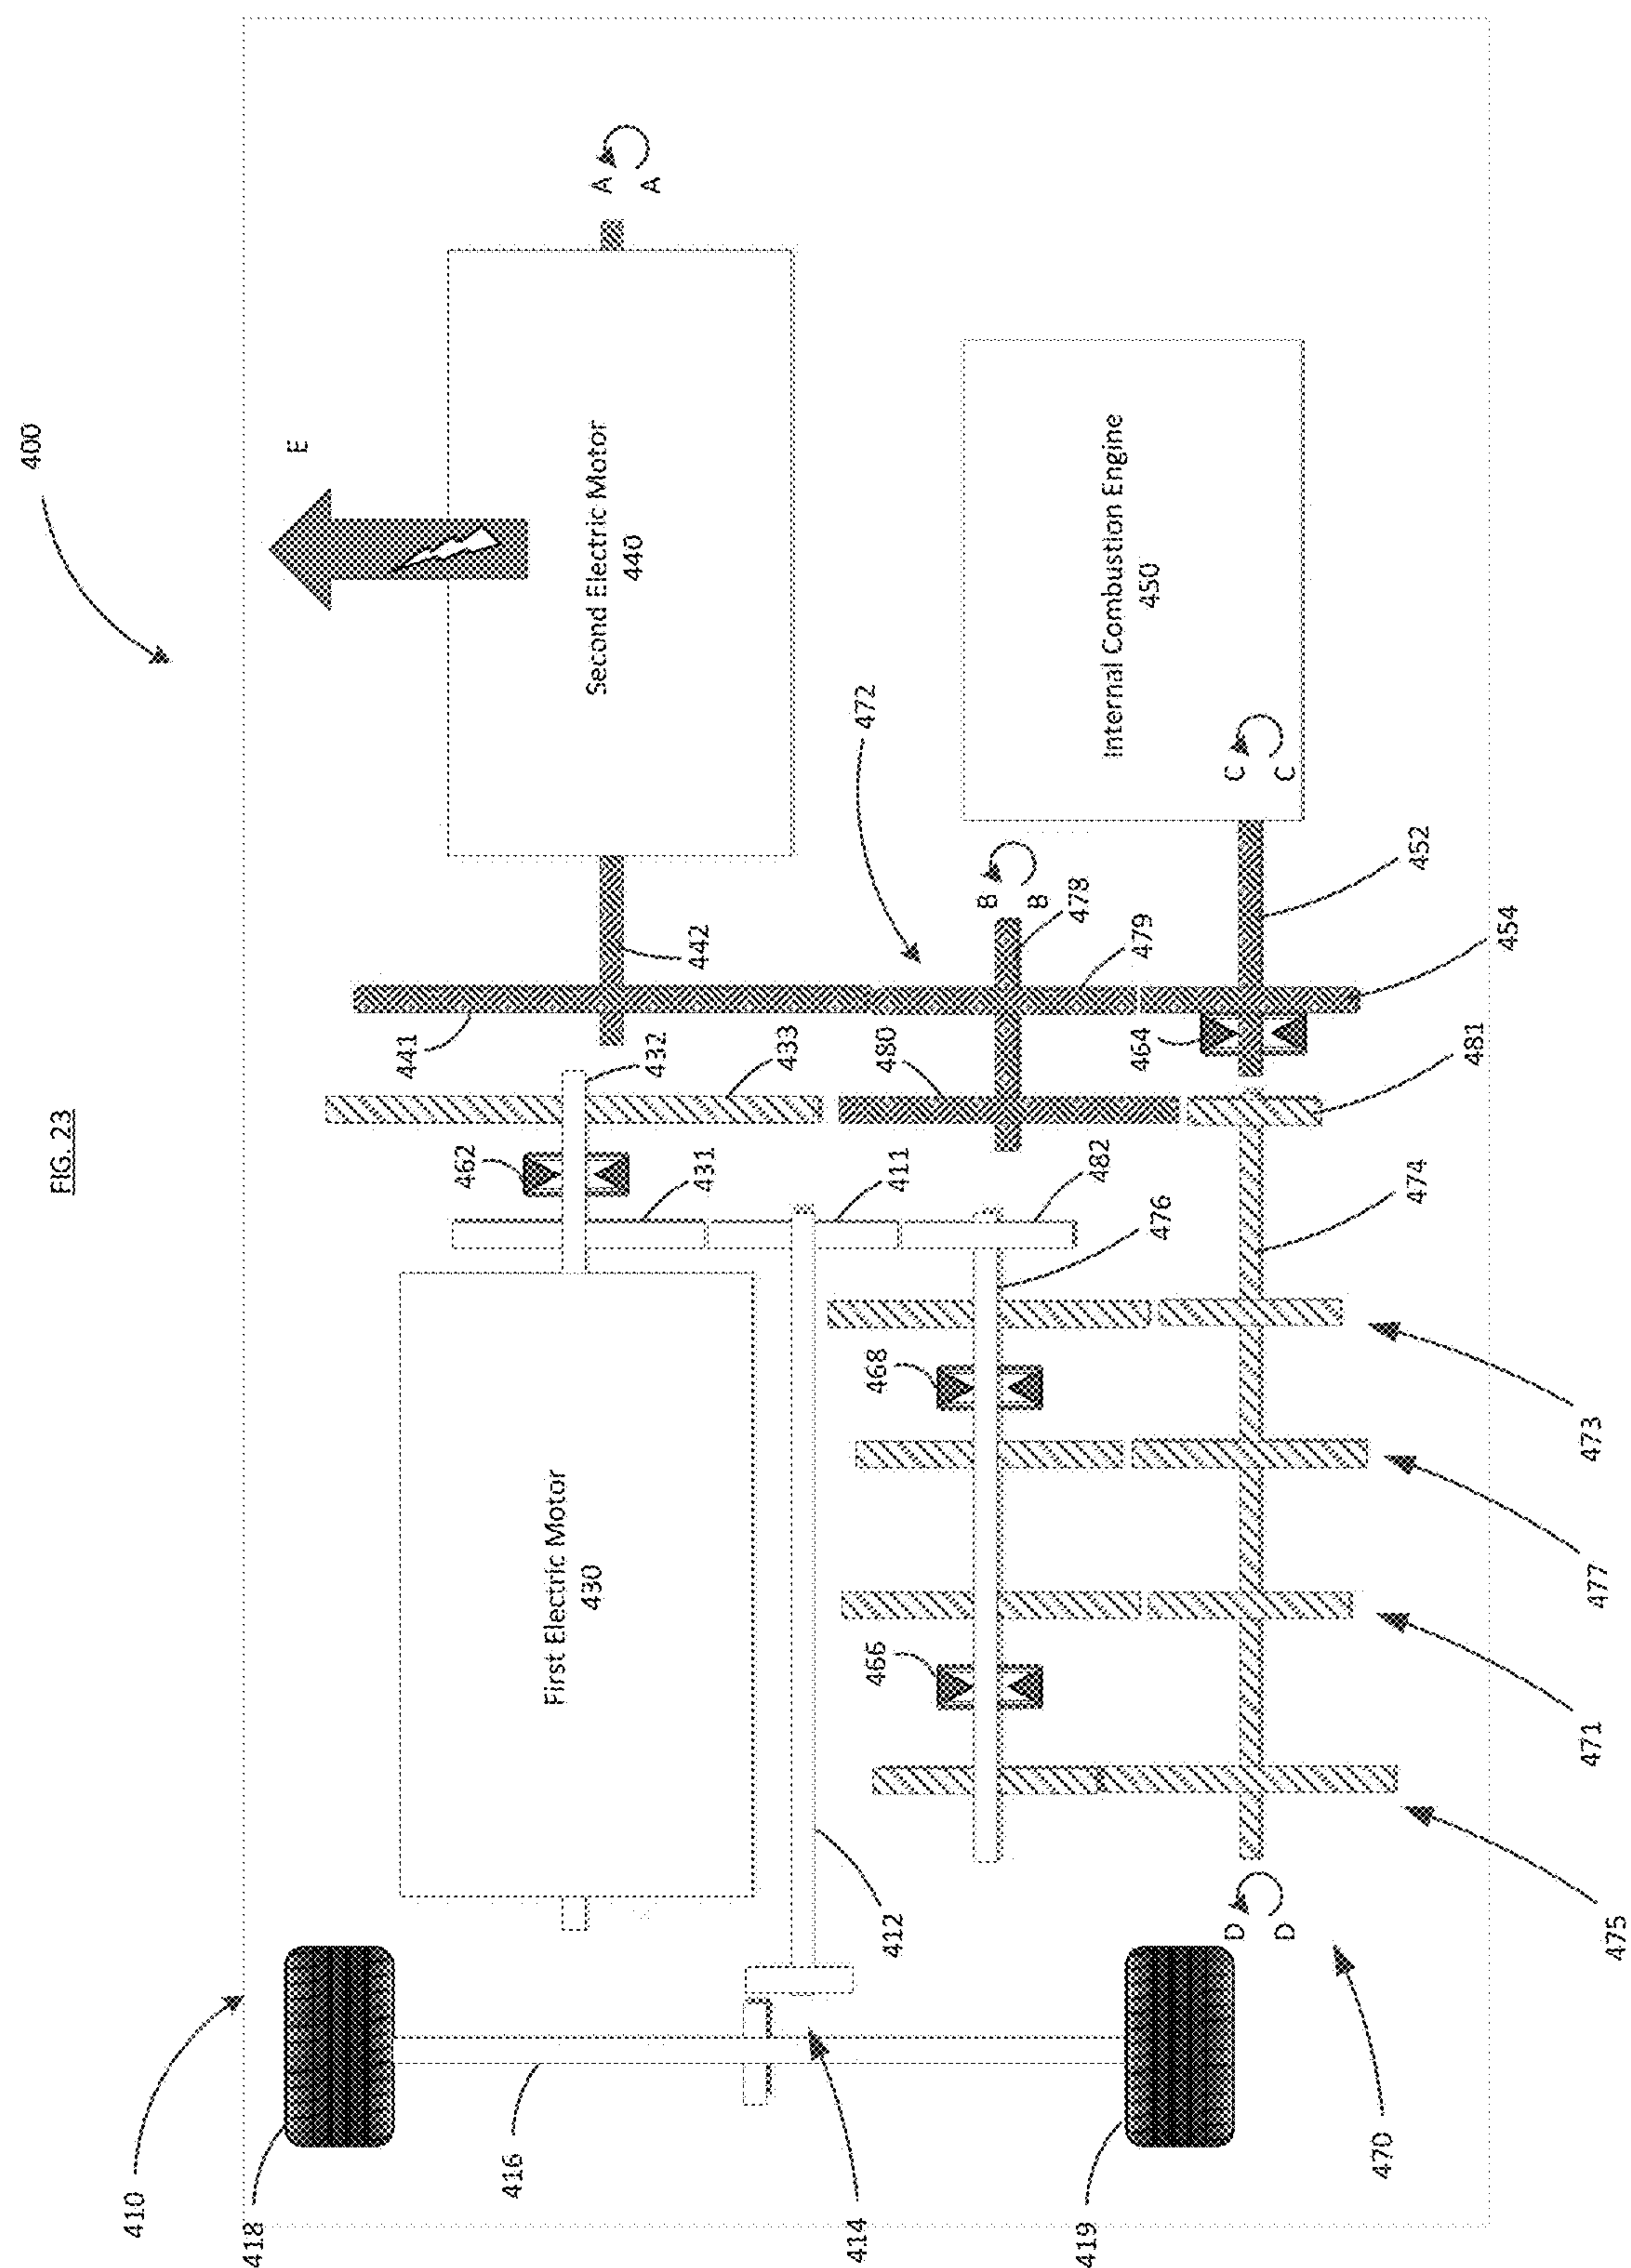 400
FIG. 23
410
418
E
441
462
416
First Electric Motor
430
Second Electric Motor
440
A
A
432
442
431
433
414
472
466
468
480
412
411
B
B
478
419
482
Internal Combustion Engine
450
464
479
476
D
D
C
C
470
474
452
481
454
475
471
477
473